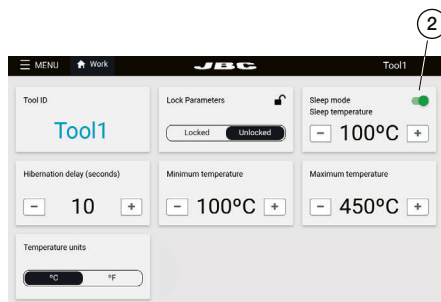 2
MENU Work JBC Tool1
Tool ID
Tool1
Lock Parameters
Locked Unlocked
Sleep mode
Sleep temperature
- 100ºC +
Hibernation delay (seconds)
- 10 +
Minimum temperature
- 100ºC +
Maximum temperature
- 450ºC +
Temperature units
ºC ºF